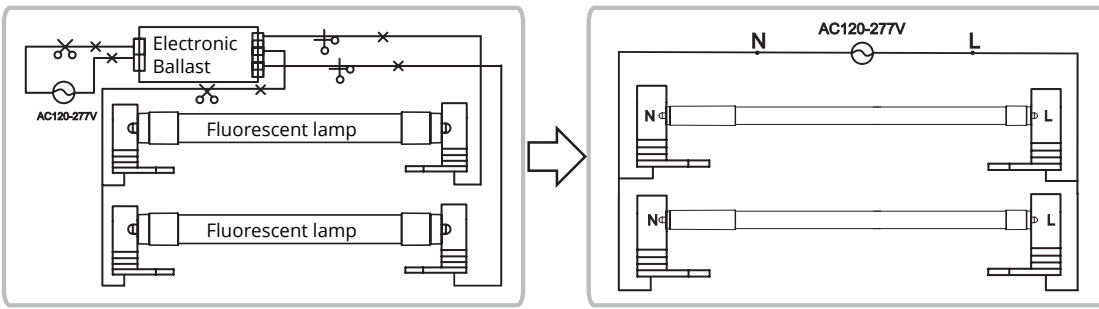 Electronic
Ballast
AC120-277V
Fluorescent lamp
Fluorescent lamp
AC120-277V
N
L
N
L
N
L